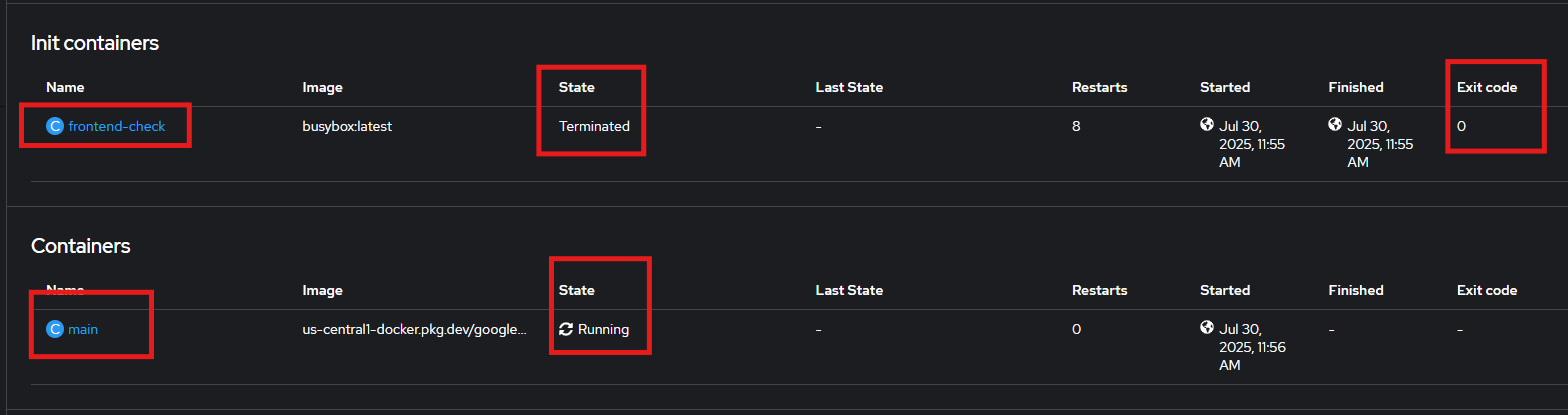 Init containers
Name Image State Last State Restarts Started Finished Exit code
C frontend-check busybox:latest Terminated - 8 Jul 30, Jul 30, 0
2025, 11:55 2025, 11:55
AM AM
Containers
Name Image State Last State Restarts Started Finished Exit code
C main us-central1-docker.pkg.dev/google... Running - 0 Jul 30, - -
2025, 11:56
AM